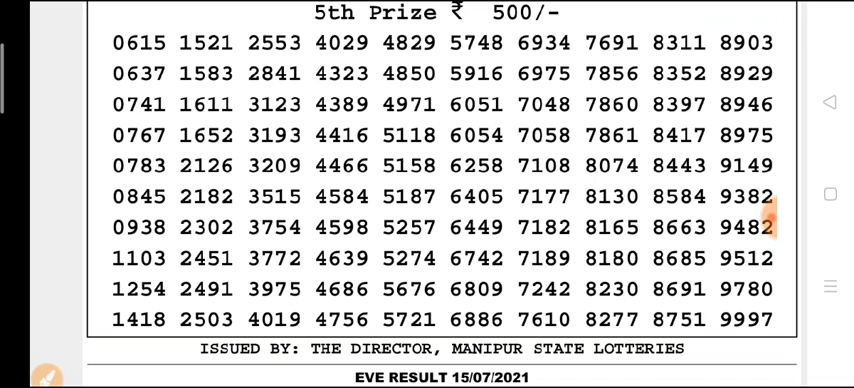 5th Prize ₹ 500/-
0615 1521 2553 4029 4829 5748 6934 7691 8311 8903
0637 1583 2841 4323 4850 5916 6975 7856 8352 8929
0741 1611 3123 4389 4971 6051 7048 7860 8397 8946
0767 1652 3193 4416 5118 6054 7058 7861 8417 8975
0783 2126 3209 4466 5158 6258 7108 8074 8443 9149
0845 2182 3515 4584 5187 6405 7177 8130 8584 9382
0938 2302 3754 4598 5257 6449 7182 8165 8663 9482
1103 2451 3772 4639 5274 6742 7189 8180 8685 9512
1254 2491 3975 4686 5676 6809 7242 8230 8691 9780
1418 2503 4019 4756 5721 6886 7610 8277 8751 9997
ISSUED BY: THE DIRECTOR, MANIPUR STATE LOTTERIES
EVE RESULT 15/07/2021